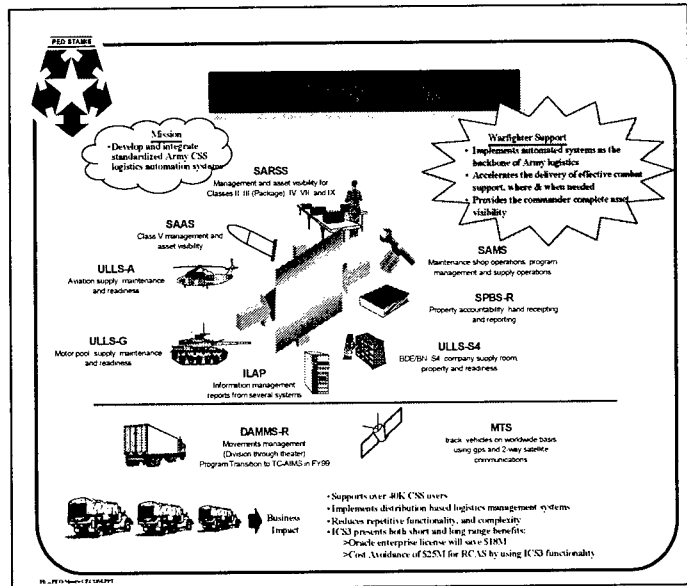 PEO STAMIS
Mission
• Develop and integrate
standardized Army CSS
logistics automation systems
Warfighter Support
• Implements automated systems as the
backbone of Army logistics
• Accelerates the delivery of effective combat
support, where & when needed
• Provides the commander complete asset
visibility
SARSS
Management and asset visibility for
Classes II III (Package) IV VII and IX
SAAS
Class V management and
asset visibility
SAMS
Maintenance shop operations, program
management and supply operations
ULLS-A
Aviation supply maintenance
and readiness
SPBS-R
Property accountability hand receipting
and reporting
ULLS-G
Motor pool supply maintenance
and readiness
ULLS-S4
BDE/BN S4 company supply room,
property and readiness
ILAP
Information management
reports from several systems
DAMMS-R
Movements management
(Division through theater)
Program Transition to TC-AIMS in FY99
MTS
track vehicles on worldwide basis
using gps and 2-way satellite
communications
Business
Impact
• Supports over 40K CSS users
• Implements distribution based logistics management systems
• Reduces repetitive functionality, and complexity
• ICS3 presents both short and long range benefits:
>Oracle enterprise license will save $18M
>Cost Avoidance of $25M for RCAS by using ICS3 functionality